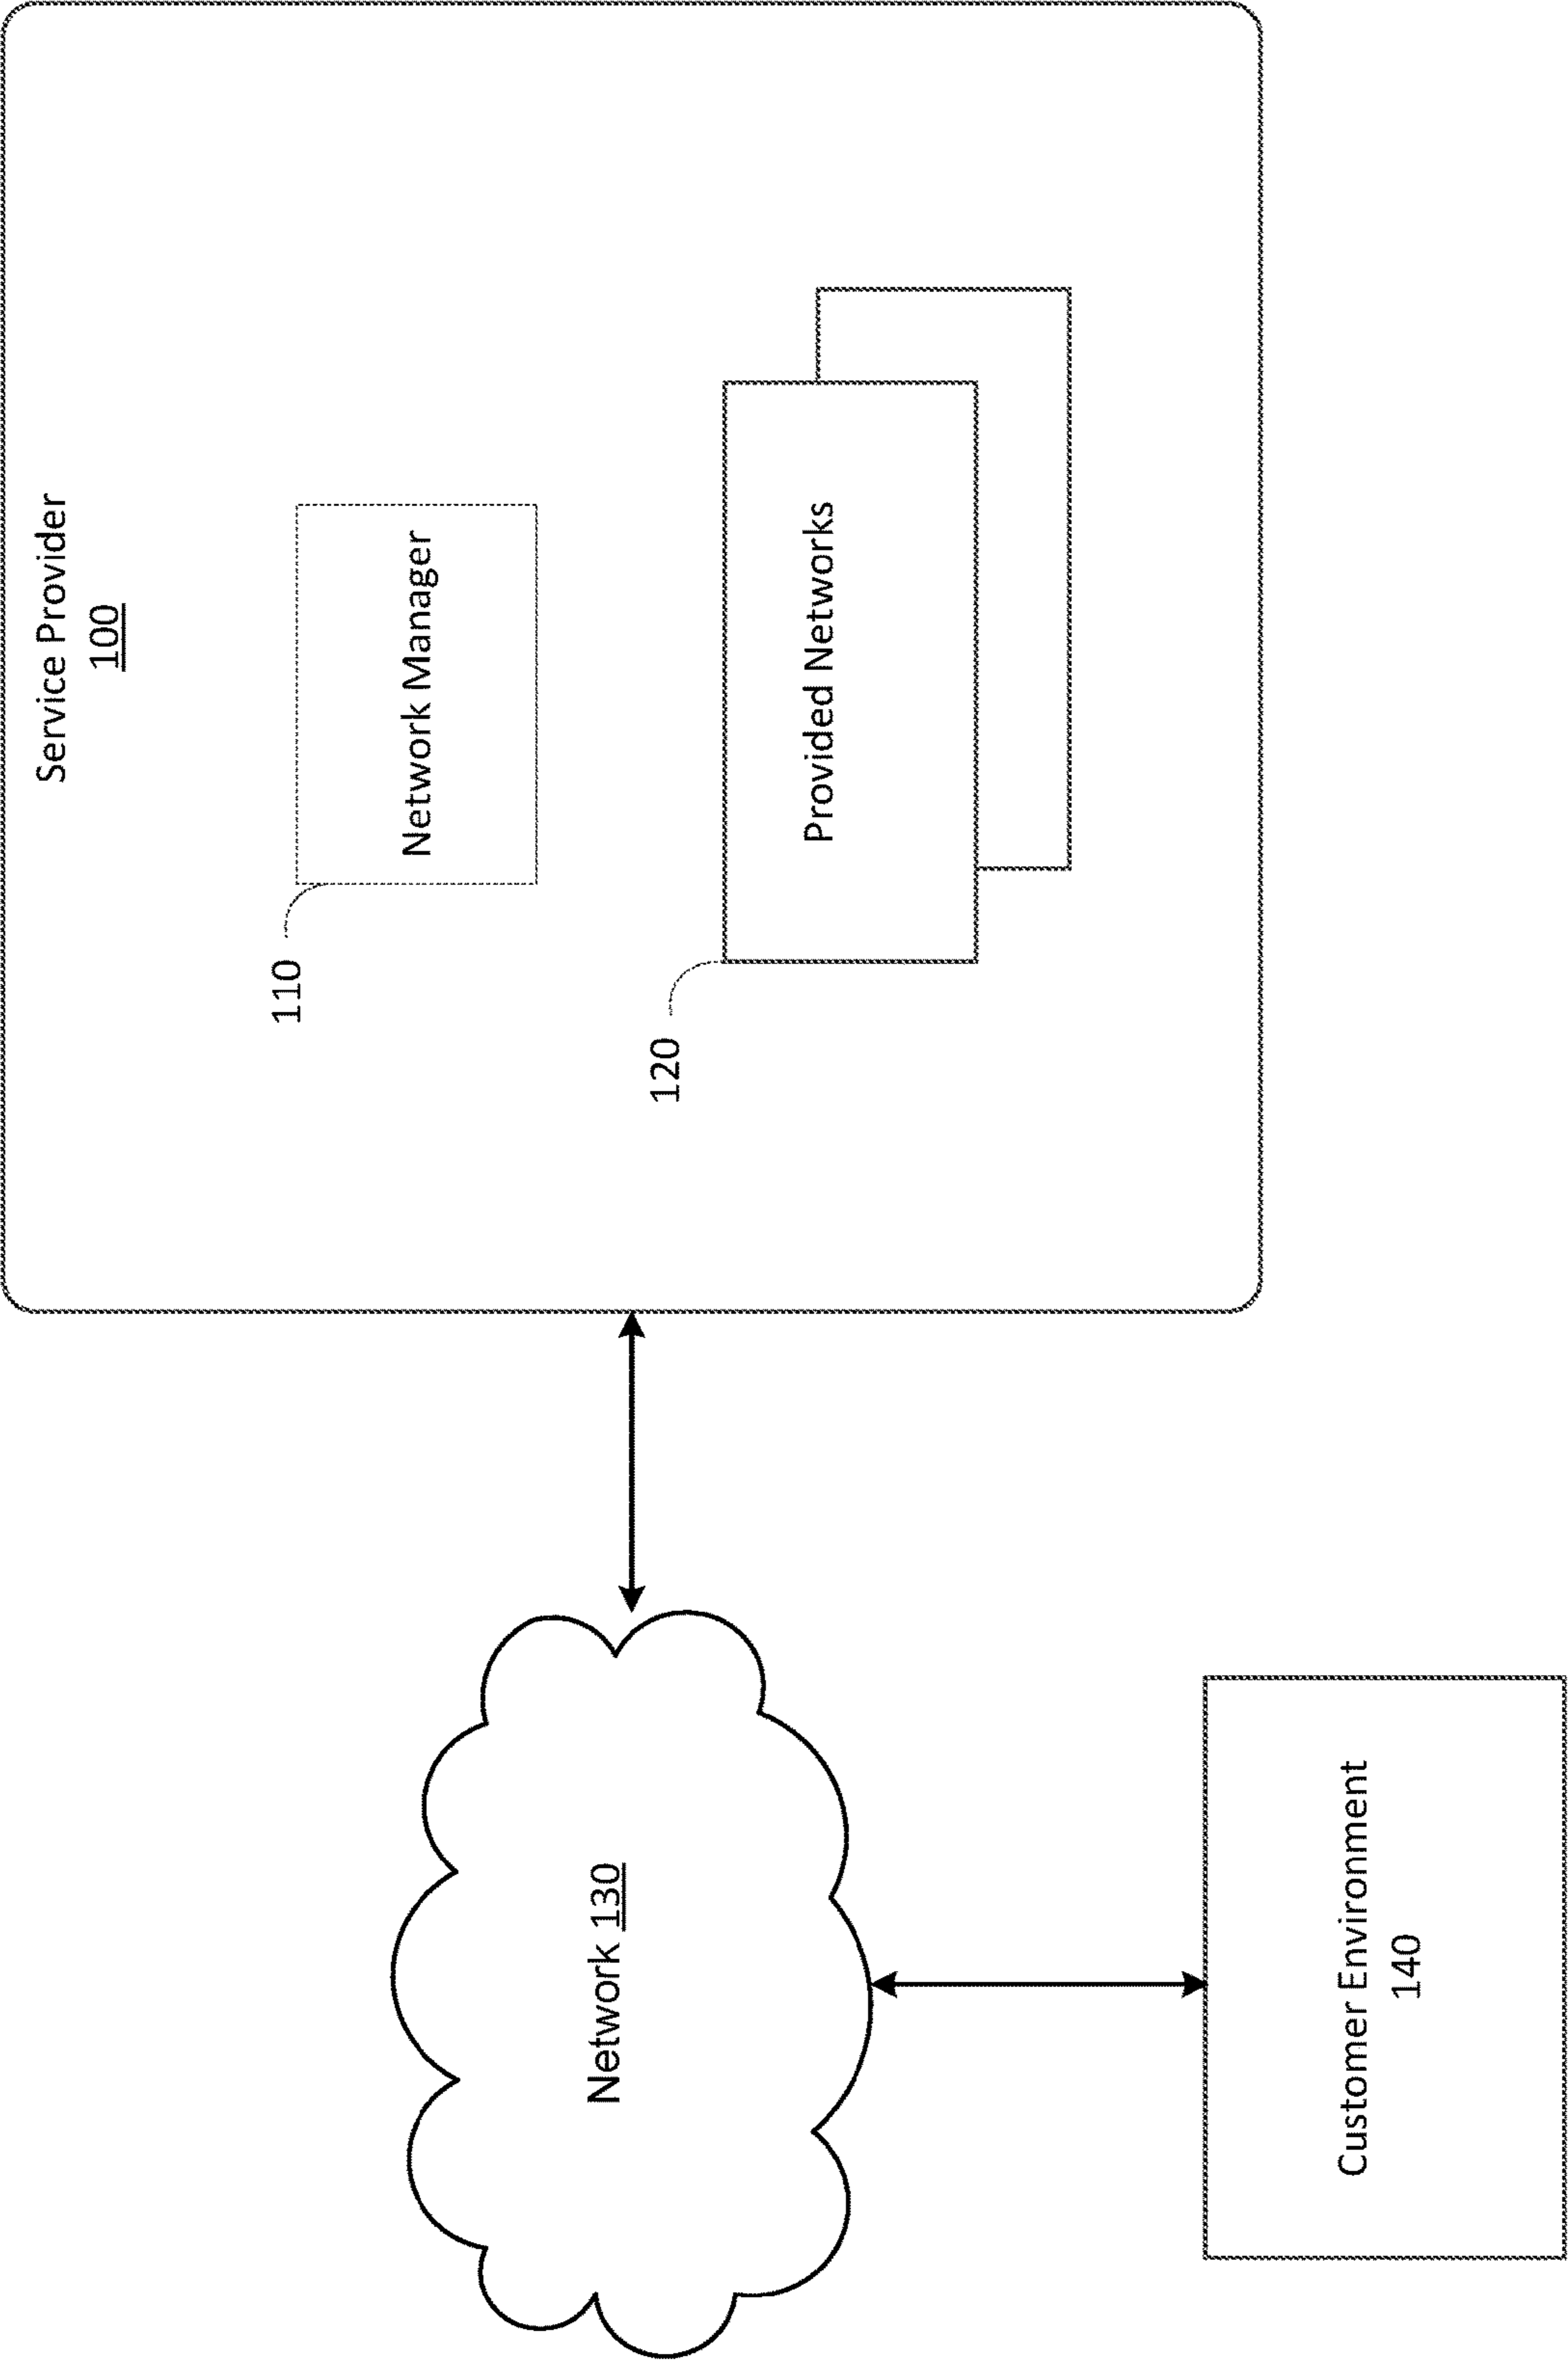 Service Provider
100
Network Manager
110
Provided Networks
120
Network 130
Customer Environment
140